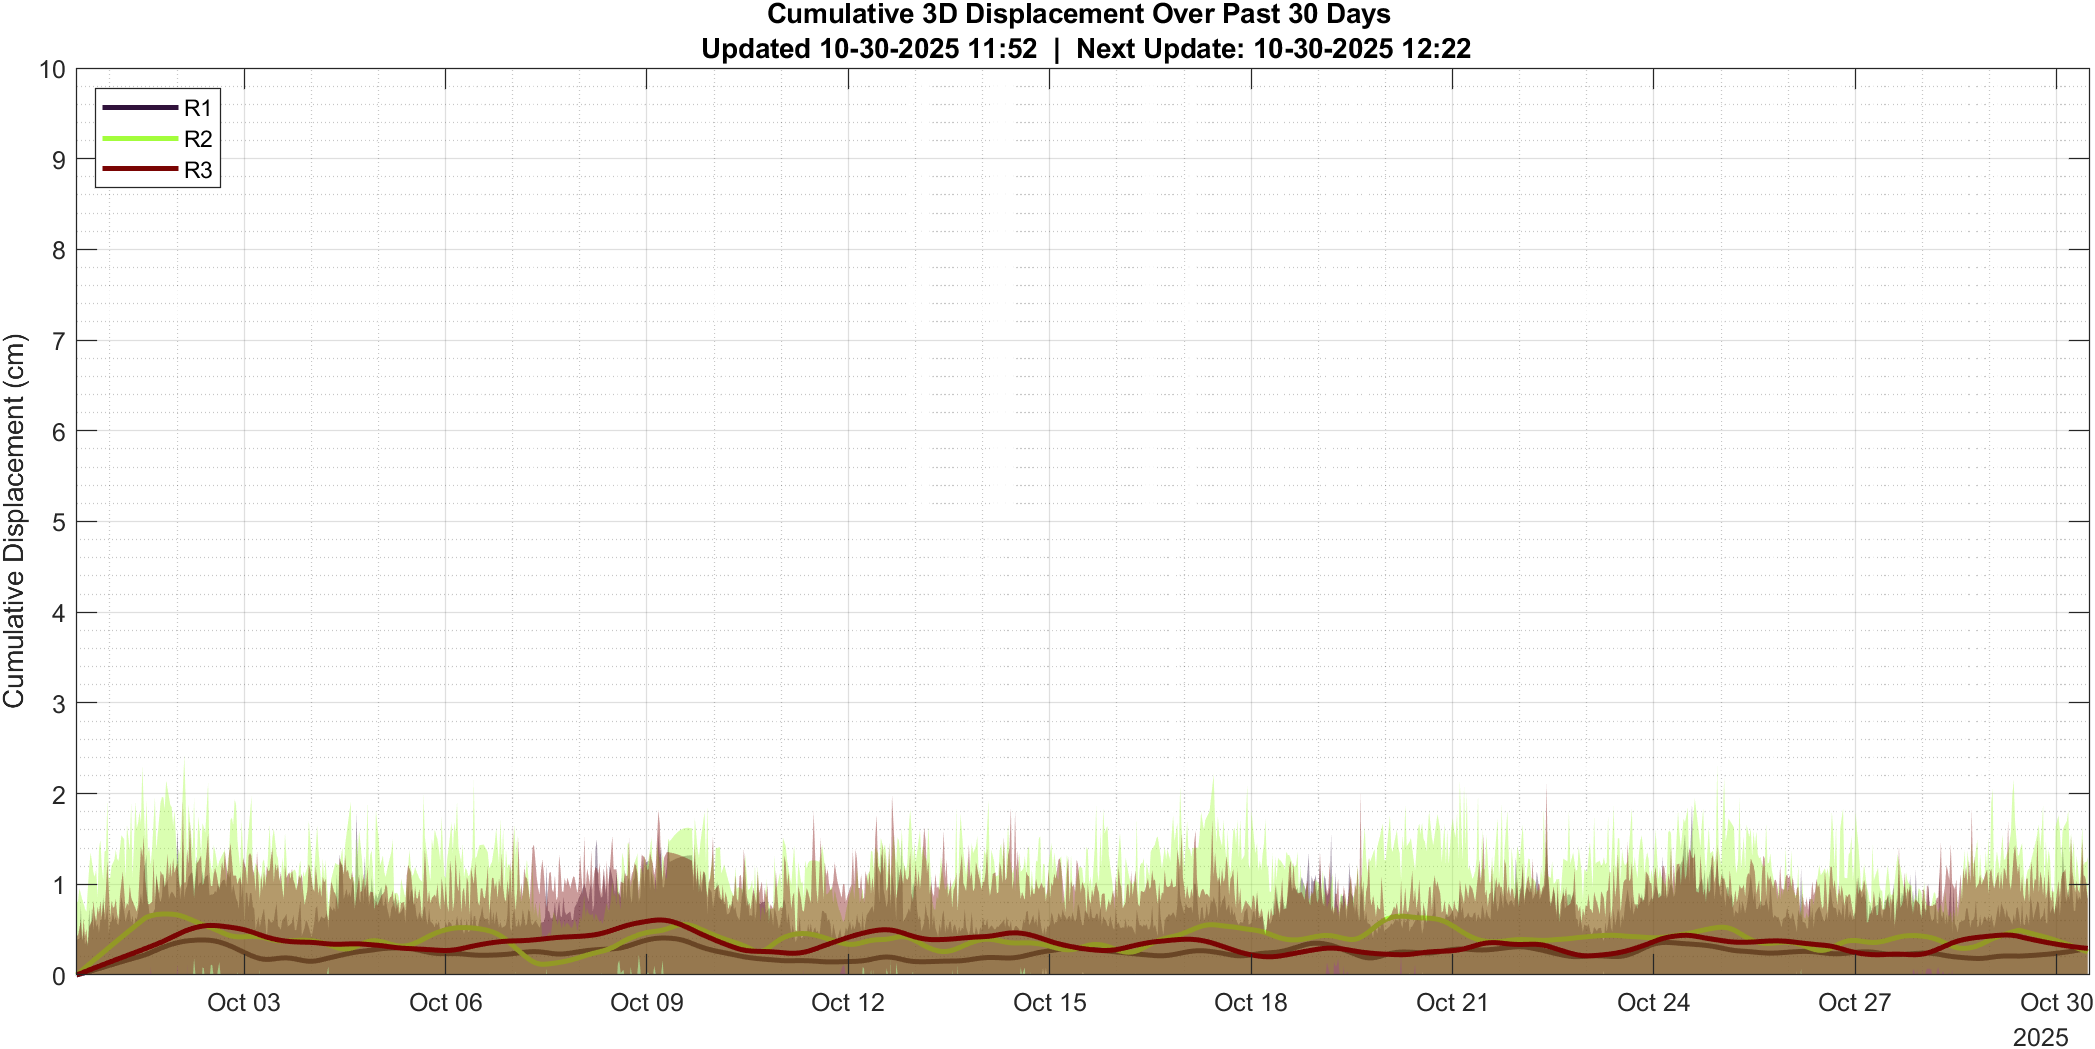 Cumulative 3D Displacement Over Past 30 Days
Updated 10-30-2025 11:52 | Next Update: 10-30-2025 12:22
R1
R2
R3
Cumulative Displacement (cm)
10
9
8
7
6
5
4
3
2
1
0
Oct 03 Oct 06 Oct 09 Oct 12 Oct 15 Oct 18 Oct 21 Oct 24 Oct 27 Oct 30
2025